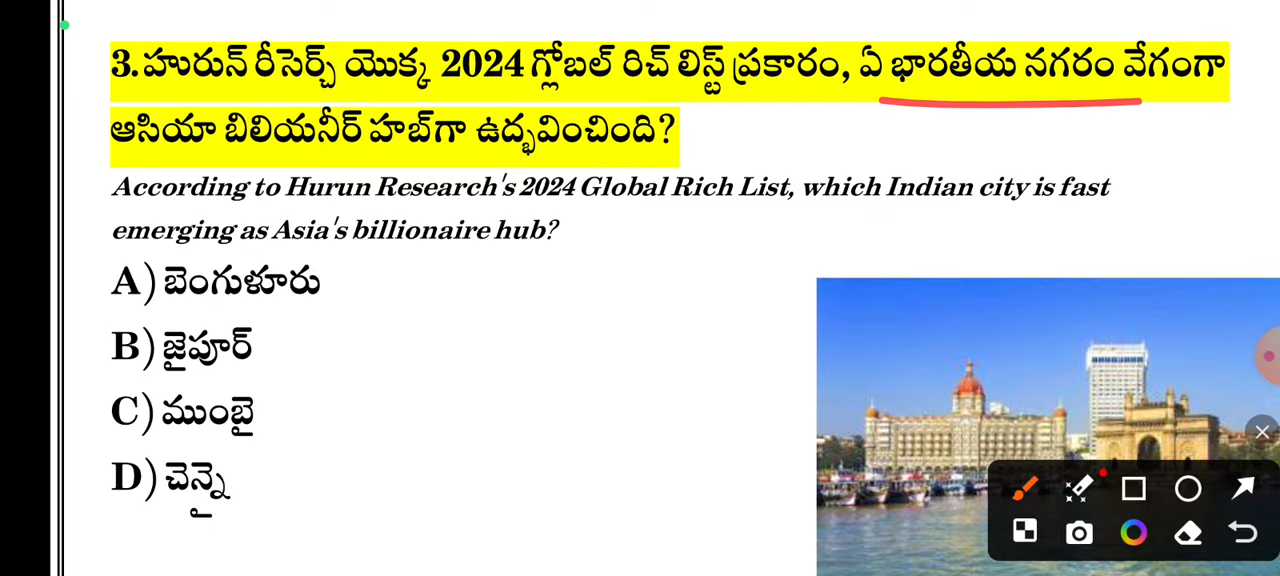 3. హురున్ రీసెర్చ్ యొక్క 2024 గ్లోబల్ రిచ్ లిస్ట్ ప్రకారం, ఏ భారతీయ నగరం వేగంగా
ఆసియా బిలియనీర్ హబ్‌గా ఉద్భవించింది?
According to Hurun Research's 2024 Global Rich List, which Indian city is fast
emerging as Asia's billionaire hub?
A) బెంగుళూరు
B) జైపూర్
C) ముంబై
D) చెన్నై